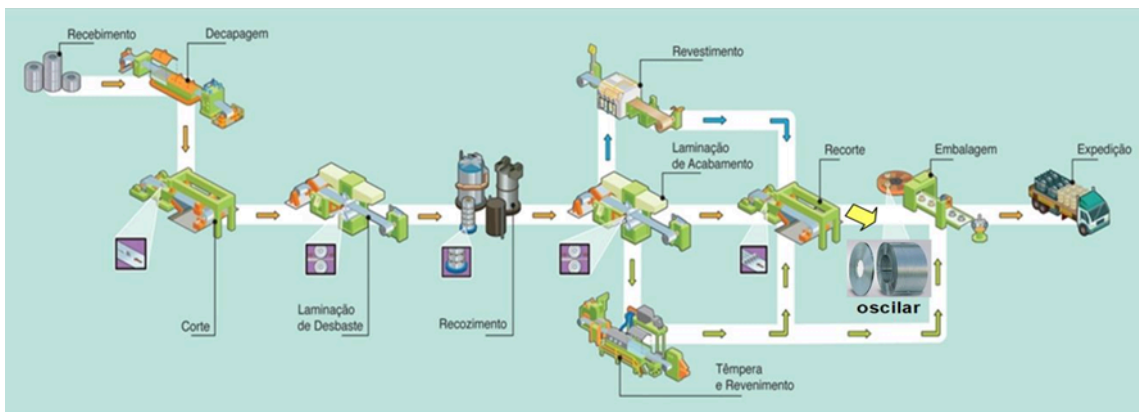 Recebimento
Decapagem
Revestimento
Laminação
de Acabamento
Recorte
Embalagem
Expedição
Corte
Laminação
de Desbaste
Recozimento
oscilar
Têmpera
e Revenimento